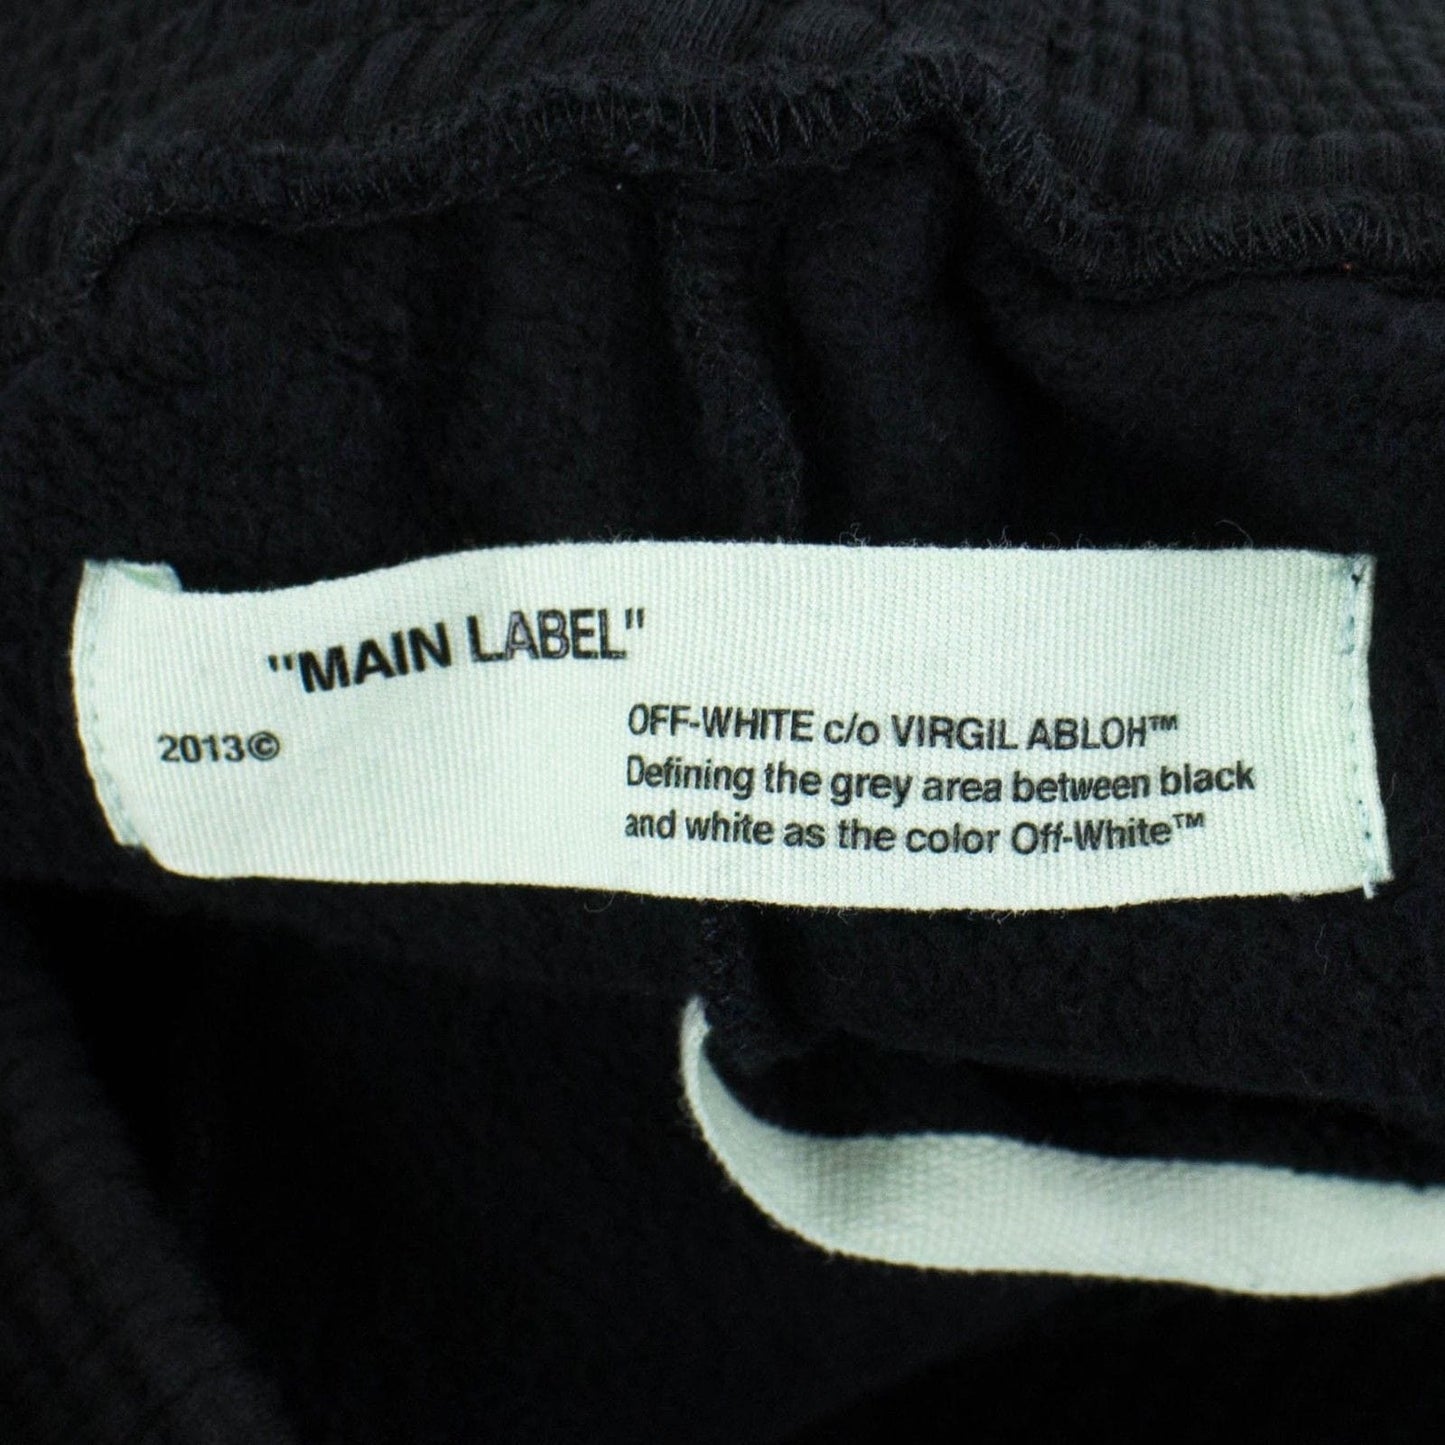 "MAIN LABEL"
2013©
OFF-WHITE c/o VIRGIL ABLOH™
Defining the grey area between black
and white as the color Off-White™